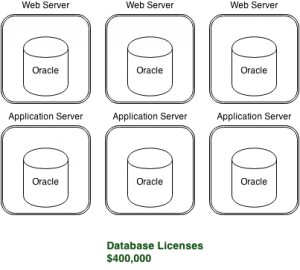 Web Server Web Server Web Server
Oracle Oracle Oracle
Application Server Application Server Application Server
Oracle Oracle Oracle
Database Licenses
$400,000